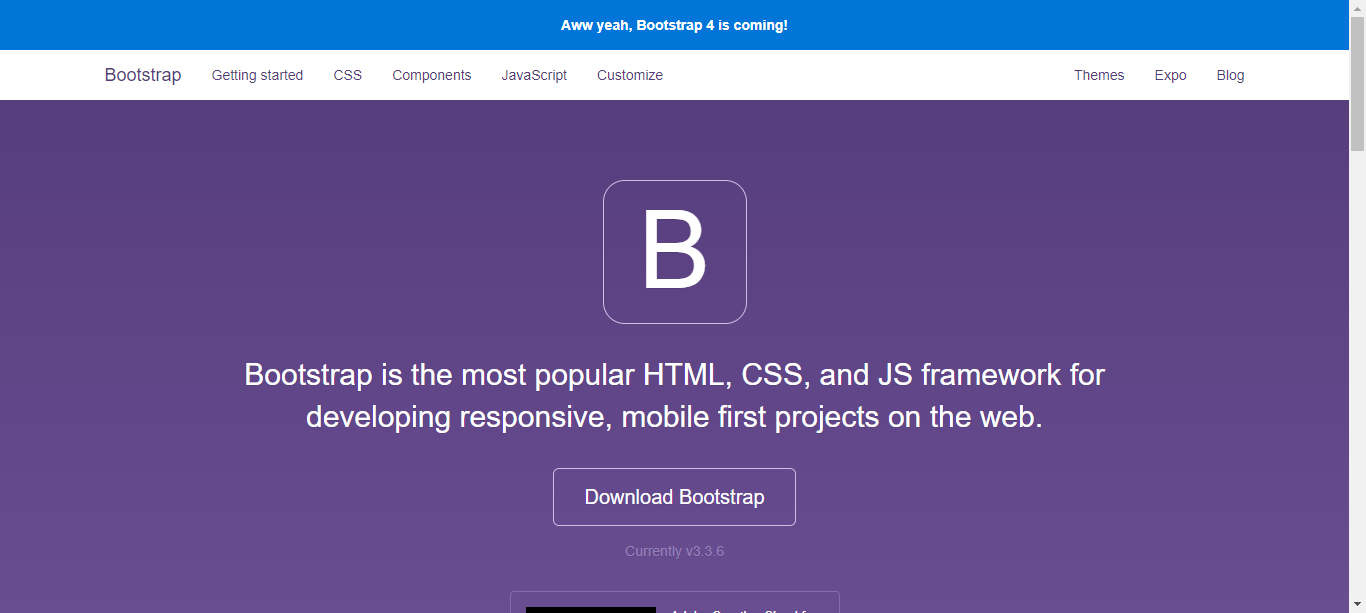 Aww yeah, Bootstrap 4 is coming!
Bootstrap Getting started CSS Components JavaScript Customize Themes Expo Blog
B
Bootstrap is the most popular HTML, CSS, and JS framework for
developing responsive, mobile first projects on the web.
Download Bootstrap
Currently v3.3.6